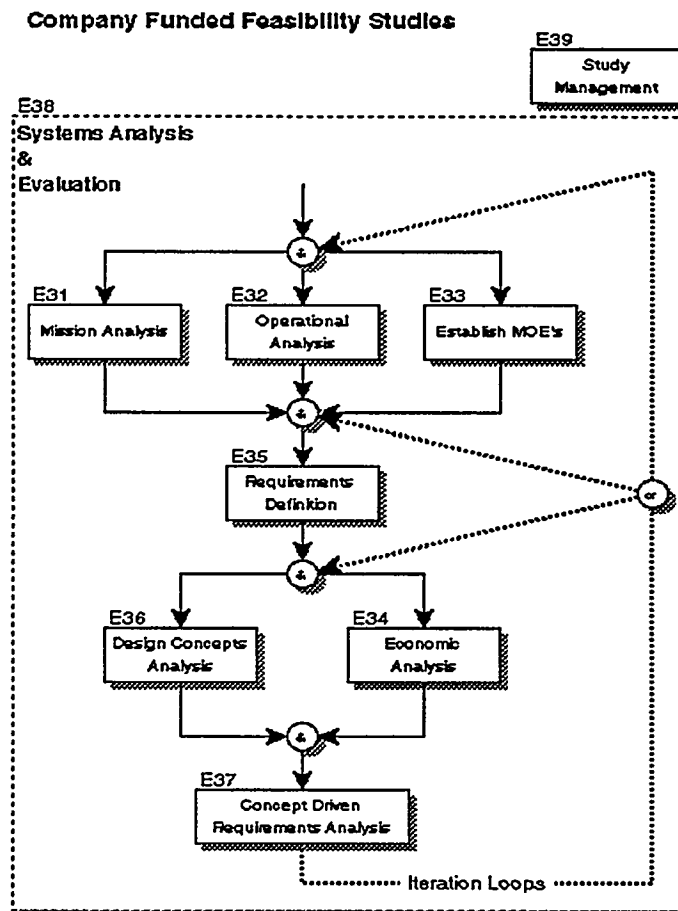 Company Funded Feasibility Studies
E39
Study
Management
E38
Systems Analysis
&
Evaluation
&
E31
Mission Analysis
E32
Operational
Analysis
E33
Establish MOE's
&
E35
Requirements
Definition
or
&
E36
Design Concepts
Analysis
E34
Economic
Analysis
&
E37
Concept Driven
Requirements Analysis
Iteration Loops